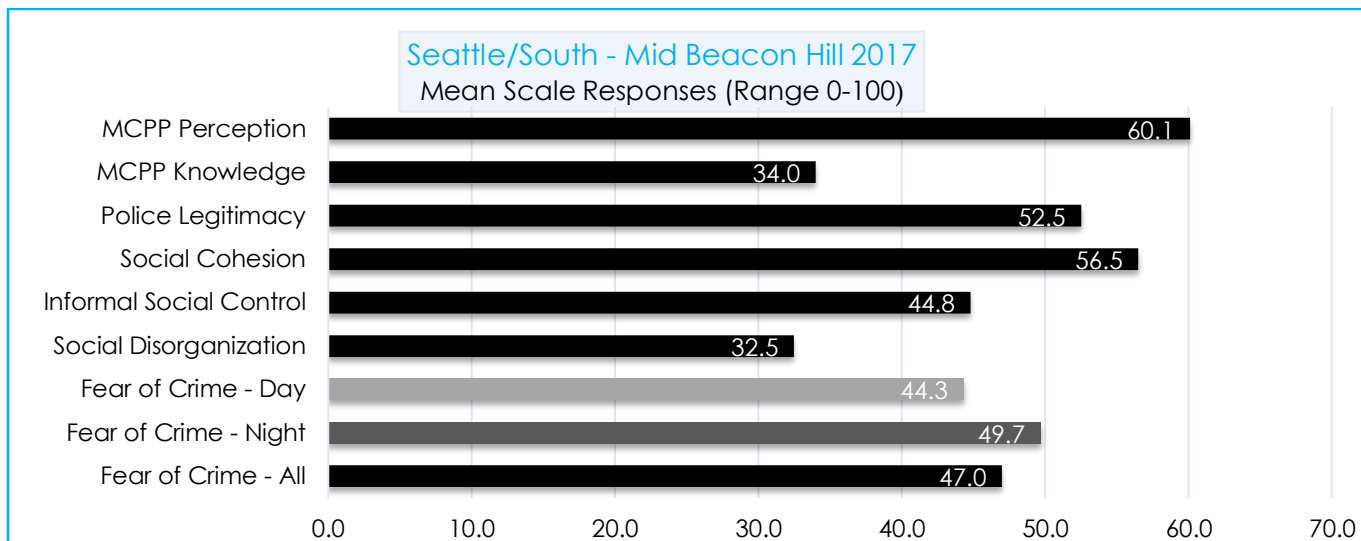 Seattle/South - Mid Beacon Hill 2017
Mean Scale Responses (Range 0-100)
MCPP Perception 60.1
MCPP Knowledge 34.0
Police Legitimacy 52.5
Social Cohesion 56.5
Informal Social Control 44.8
Social Disorganization 32.5
Fear of Crime - Day 44.3
Fear of Crime - Night 49.7
Fear of Crime - All 47.0
0.0 10.0 20.0 30.0 40.0 50.0 60.0 70.0